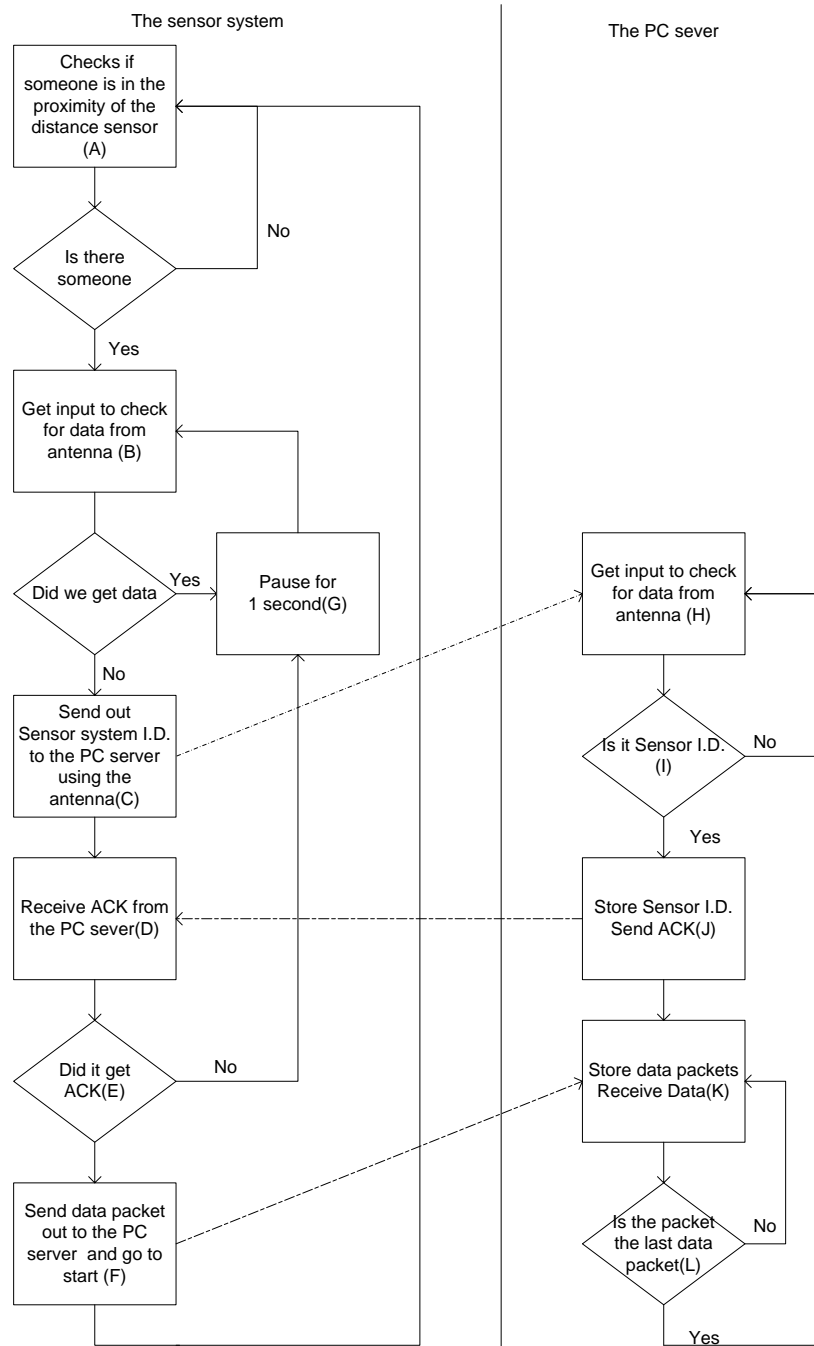 The sensor system
The PC sever
Checks if
someone is in the
proximity of the
distance sensor
(A)
No
Is there
someone
Yes
Get input to check
for data from
antenna (B)
Did we get data
Yes
Pause for
1 second(G)
No
Send out
Sensor system I.D.
to the PC server
using the
antenna(C)
Receive ACK from
the PC sever(D)
Did it get
ACK(E)
No
Send data packet
out to the PC
server and go to
start (F)
Get input to check
for data from
antenna (H)
Is it Sensor I.D.
(I)
No
Yes
Store Sensor I.D.
Send ACK(J)
Store data packets
Receive Data(K)
Is the packet
the last data
packet(L)
No
Yes